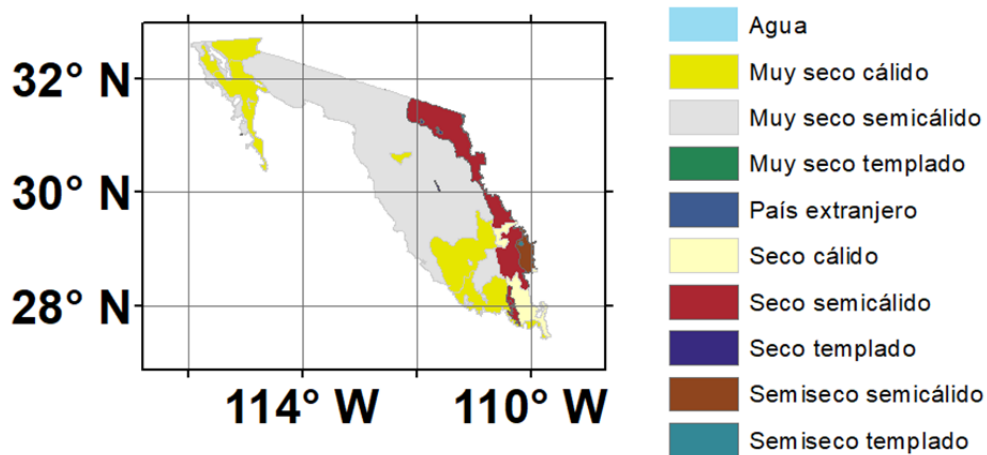 32° N
30° N
28° N
114° W
110° W
Agua
Muy seco cálido
Muy seco semicálido
Muy seco templado
País extranjero
Seco cálido
Seco semicálido
Seco templado
Semiseco semicálido
Semiseco templado